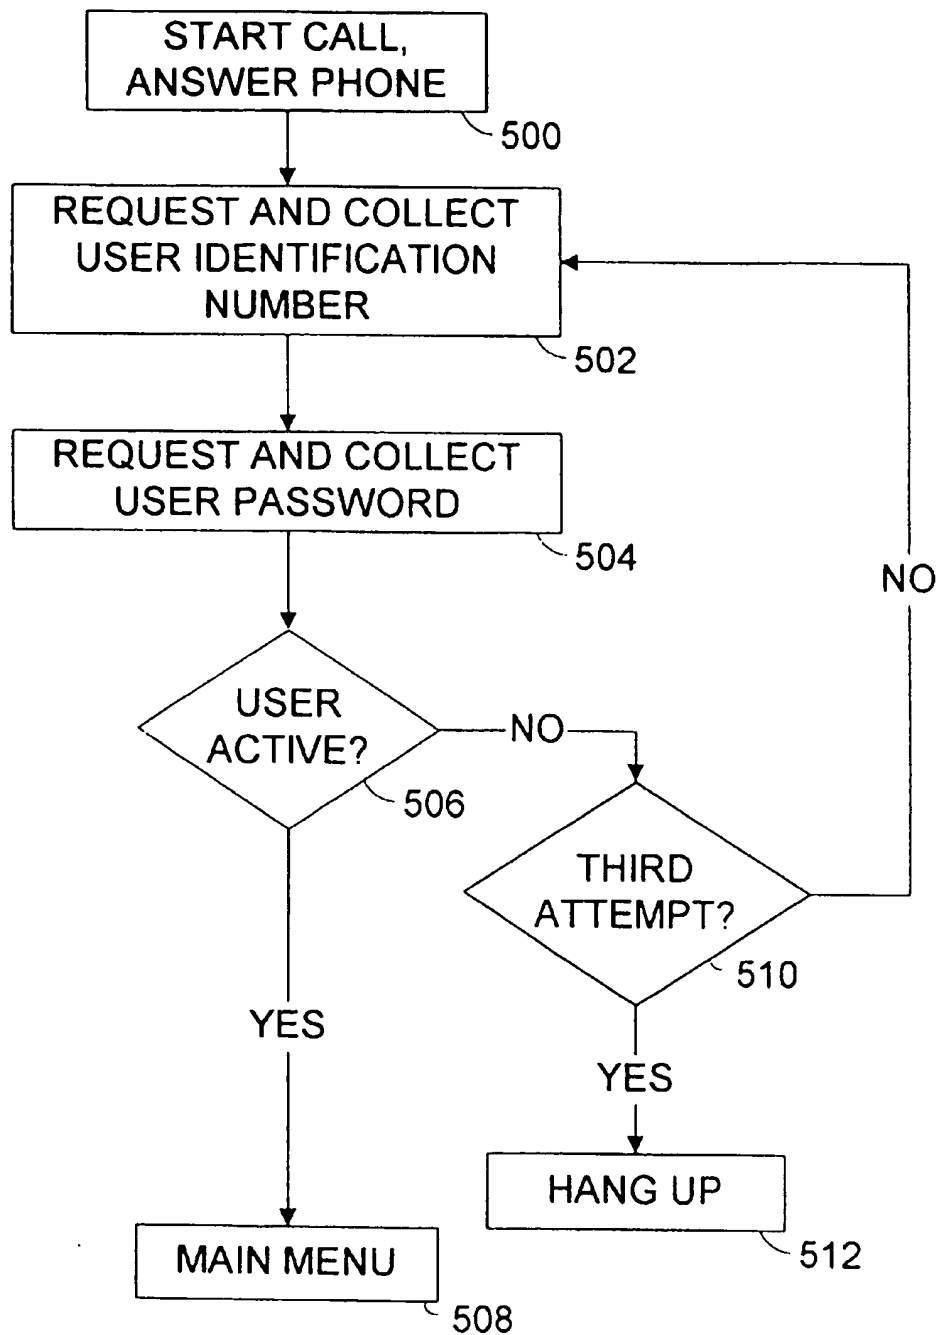 START CALL,
ANSWER PHONE
500
REQUEST AND COLLECT
USER IDENTIFICATION
NUMBER
502
REQUEST AND COLLECT
USER PASSWORD
504
NO
USER
ACTIVE?
NO
506
THIRD
ATTEMPT?
510
YES
YES
HANG UP
512
MAIN MENU
508